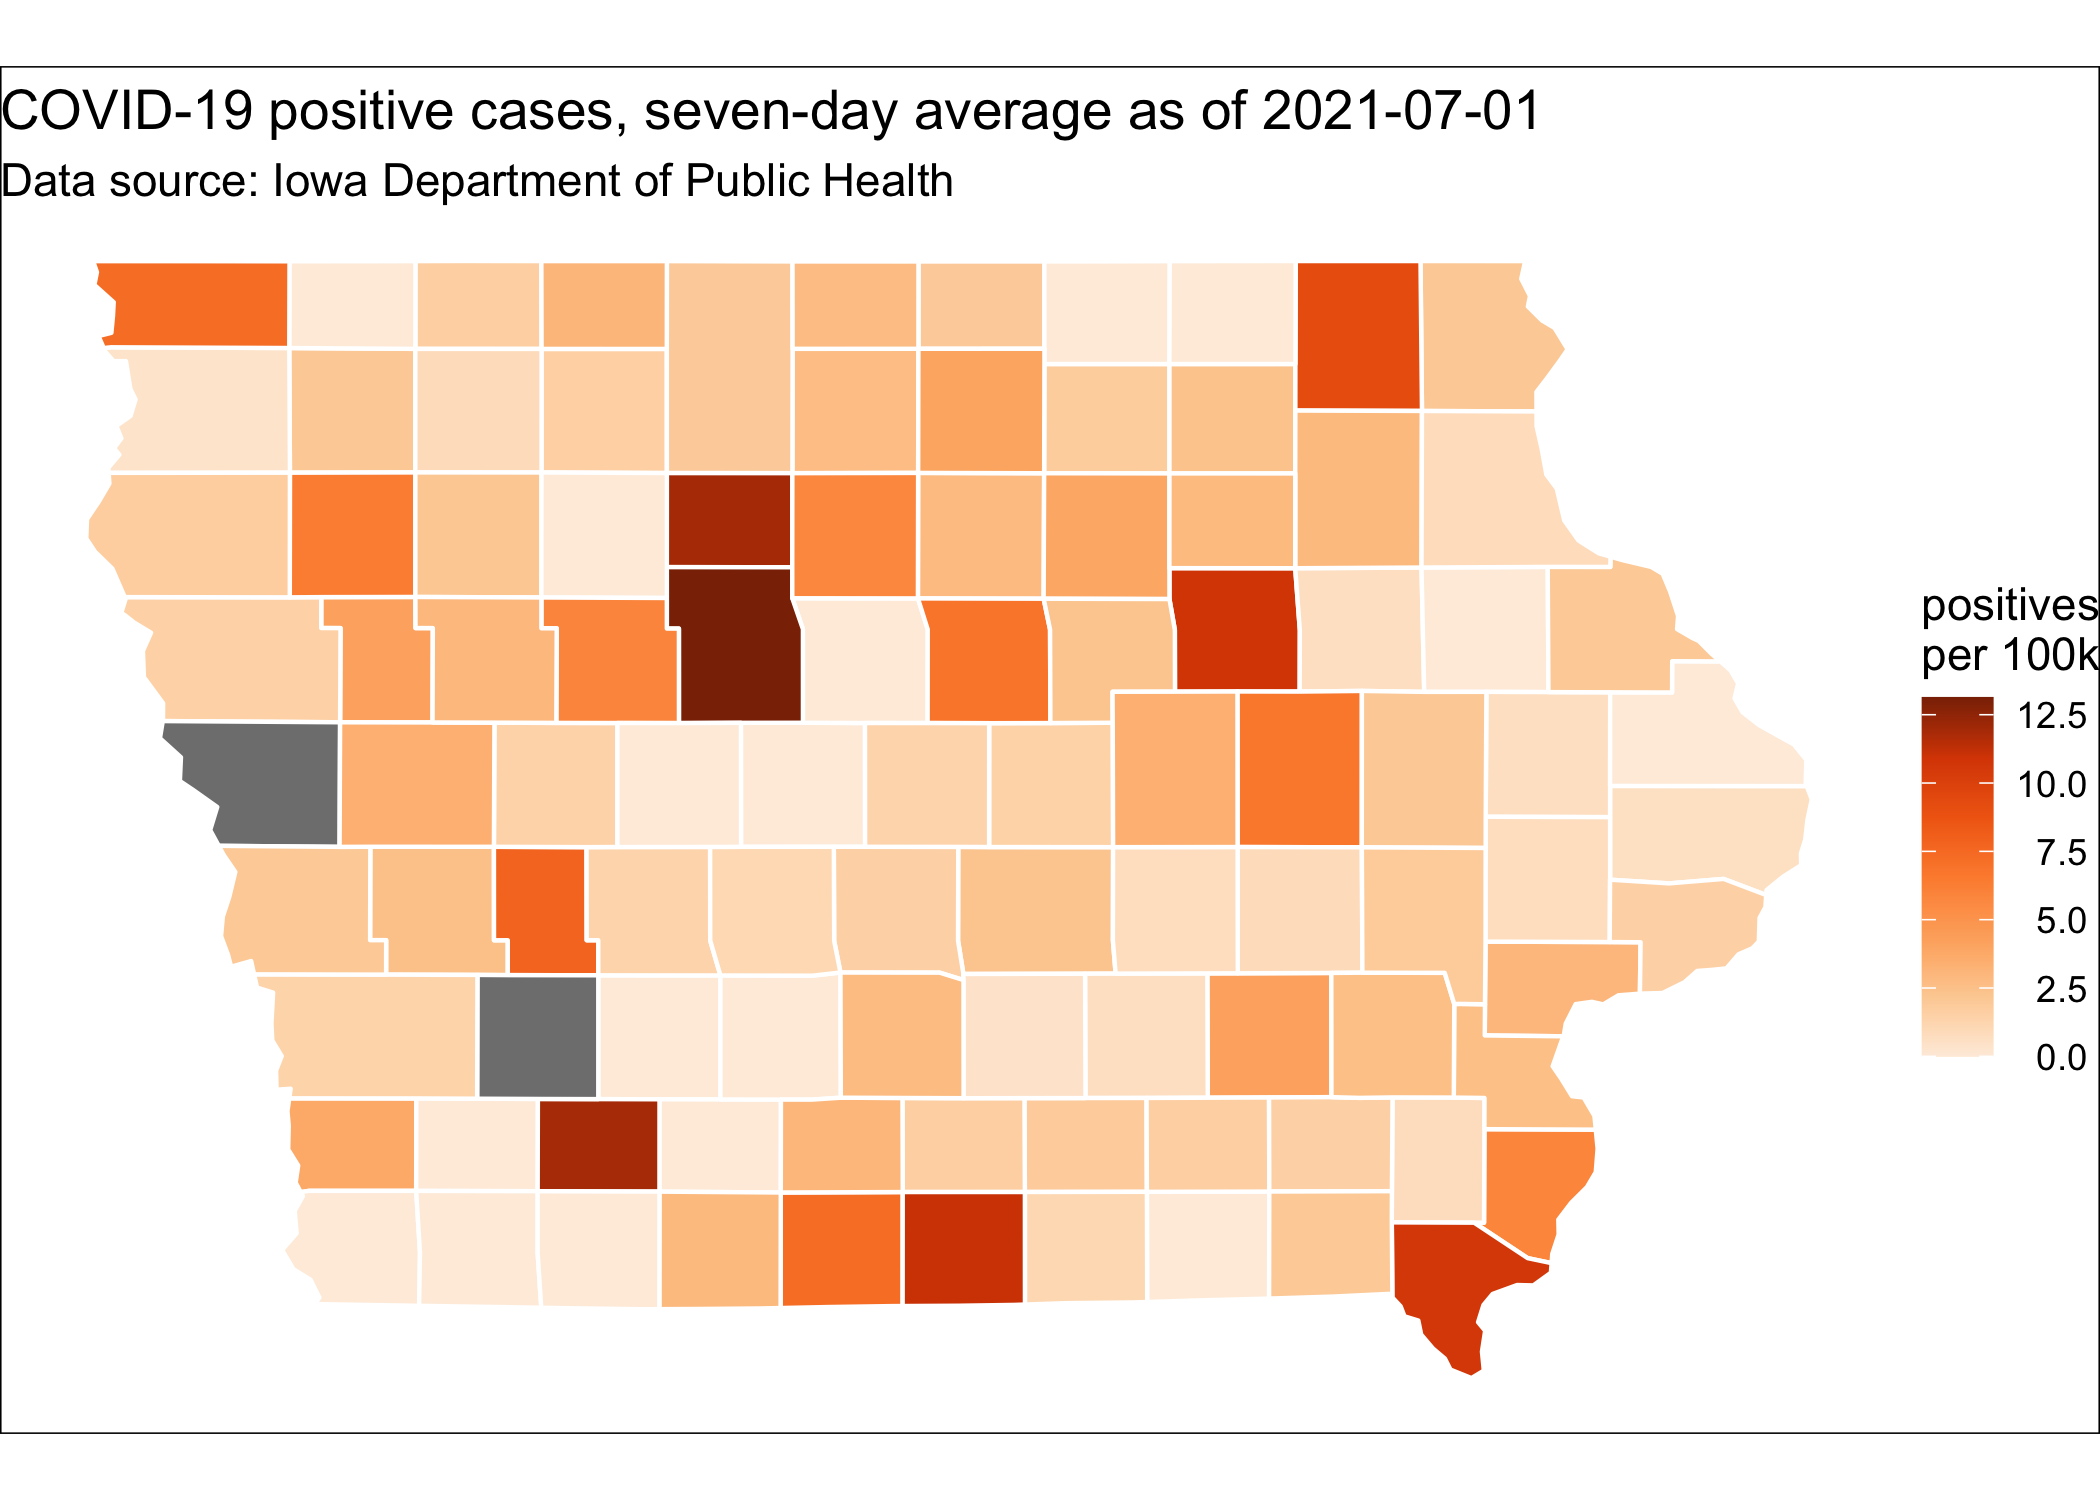 COVID-19 positive cases, seven-day average as of 2021-07-01
Data source: Iowa Department of Public Health
positives
per 100k
12.5
10.0
7.5
5.0
2.5
0.0